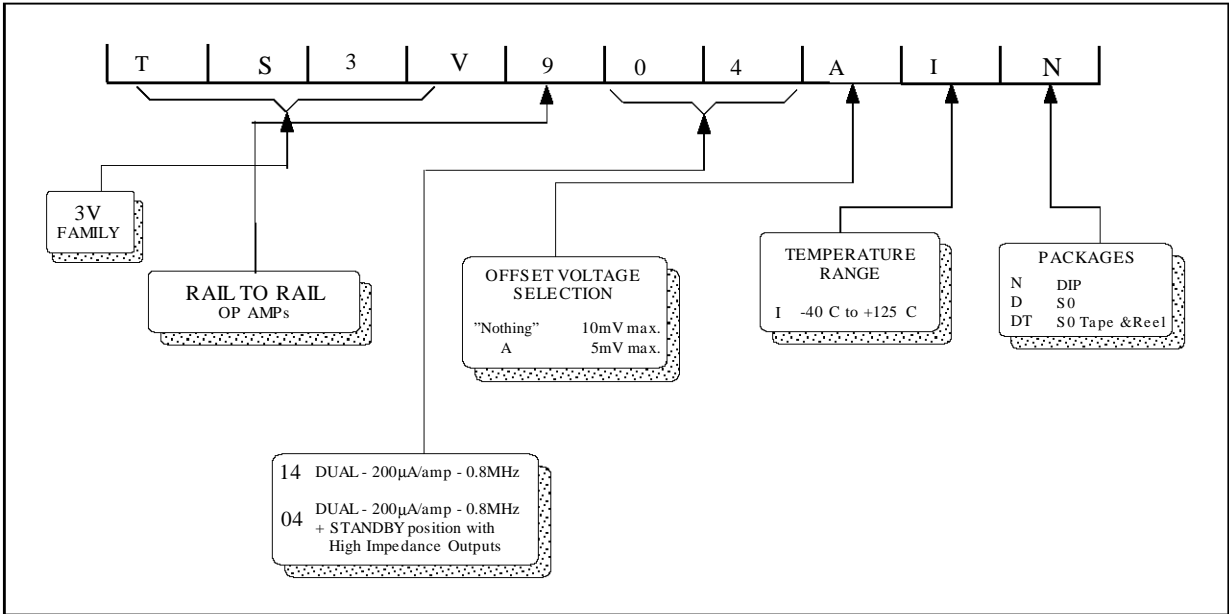 T S 3 V 9 0 4 A I N
3V
FAMILY
RAIL TO RAIL
OP AMPs
OFFSET VOLTAGE
SELECTION
"Nothing" 10mV max.
A 5mV max.
TEMPERATURE
RANGE
I -40 C to +125 C
PACKAGES
N DIP
D S0
DT S0 Tape &Reel
14 DUAL - 200µA/amp - 0.8MHz
04 DUAL - 200µA/amp - 0.8MHz
+ STANDBY position with
High Impedance Outputs